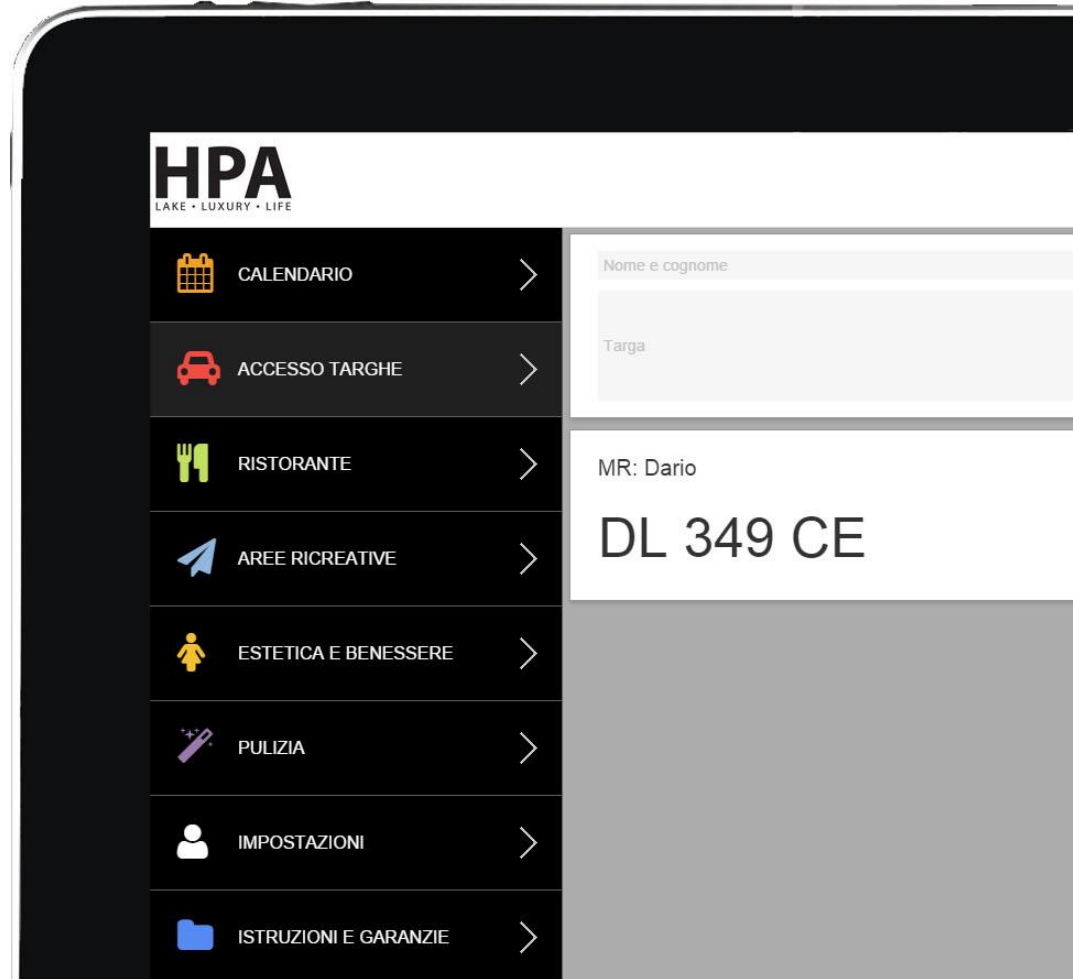 HPA
LAKE • LUXURY • LIFE
CALENDARIO
ACCESSO TARGHE
RISTORANTE
AREE RICREATIVE
ESTETICA E BENESSERE
PULIZIA
IMPOSTAZIONI
ISTRUZIONI E GARANZIE
Nome e cognome
Targa
MR: Dario
DL 349 CE